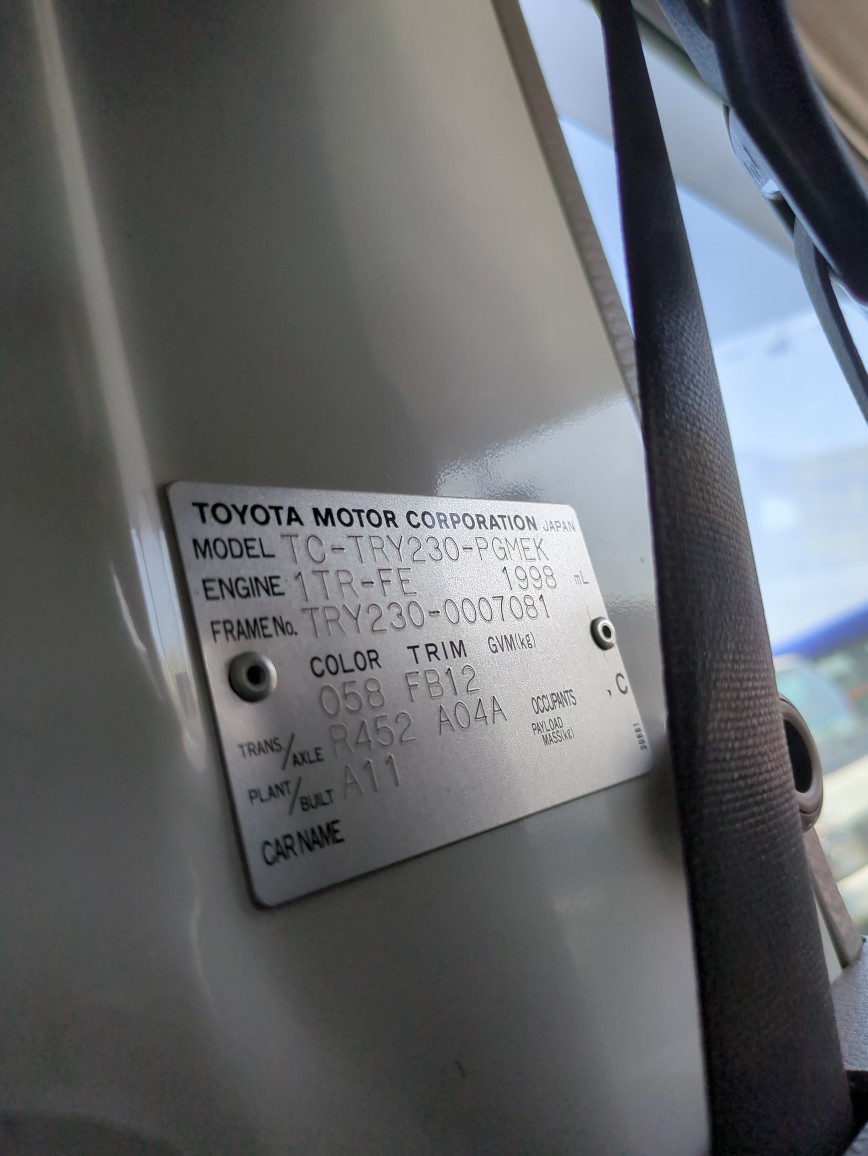 TOYOTA MOTOR CORPORATION JAPAN
MODEL TC-TRY230-PGMEK
ENGINE 1TR-FE 1998 mL
FRAME No. TRY230-0007081
COLOR TRIM GVM(kg)
058 FB12
, C
TRANS/AXLE R452 A04A
OCCUPANTS
PAYLOAD MASS(kg)
PLANT/BUILT A11
CAR NAME